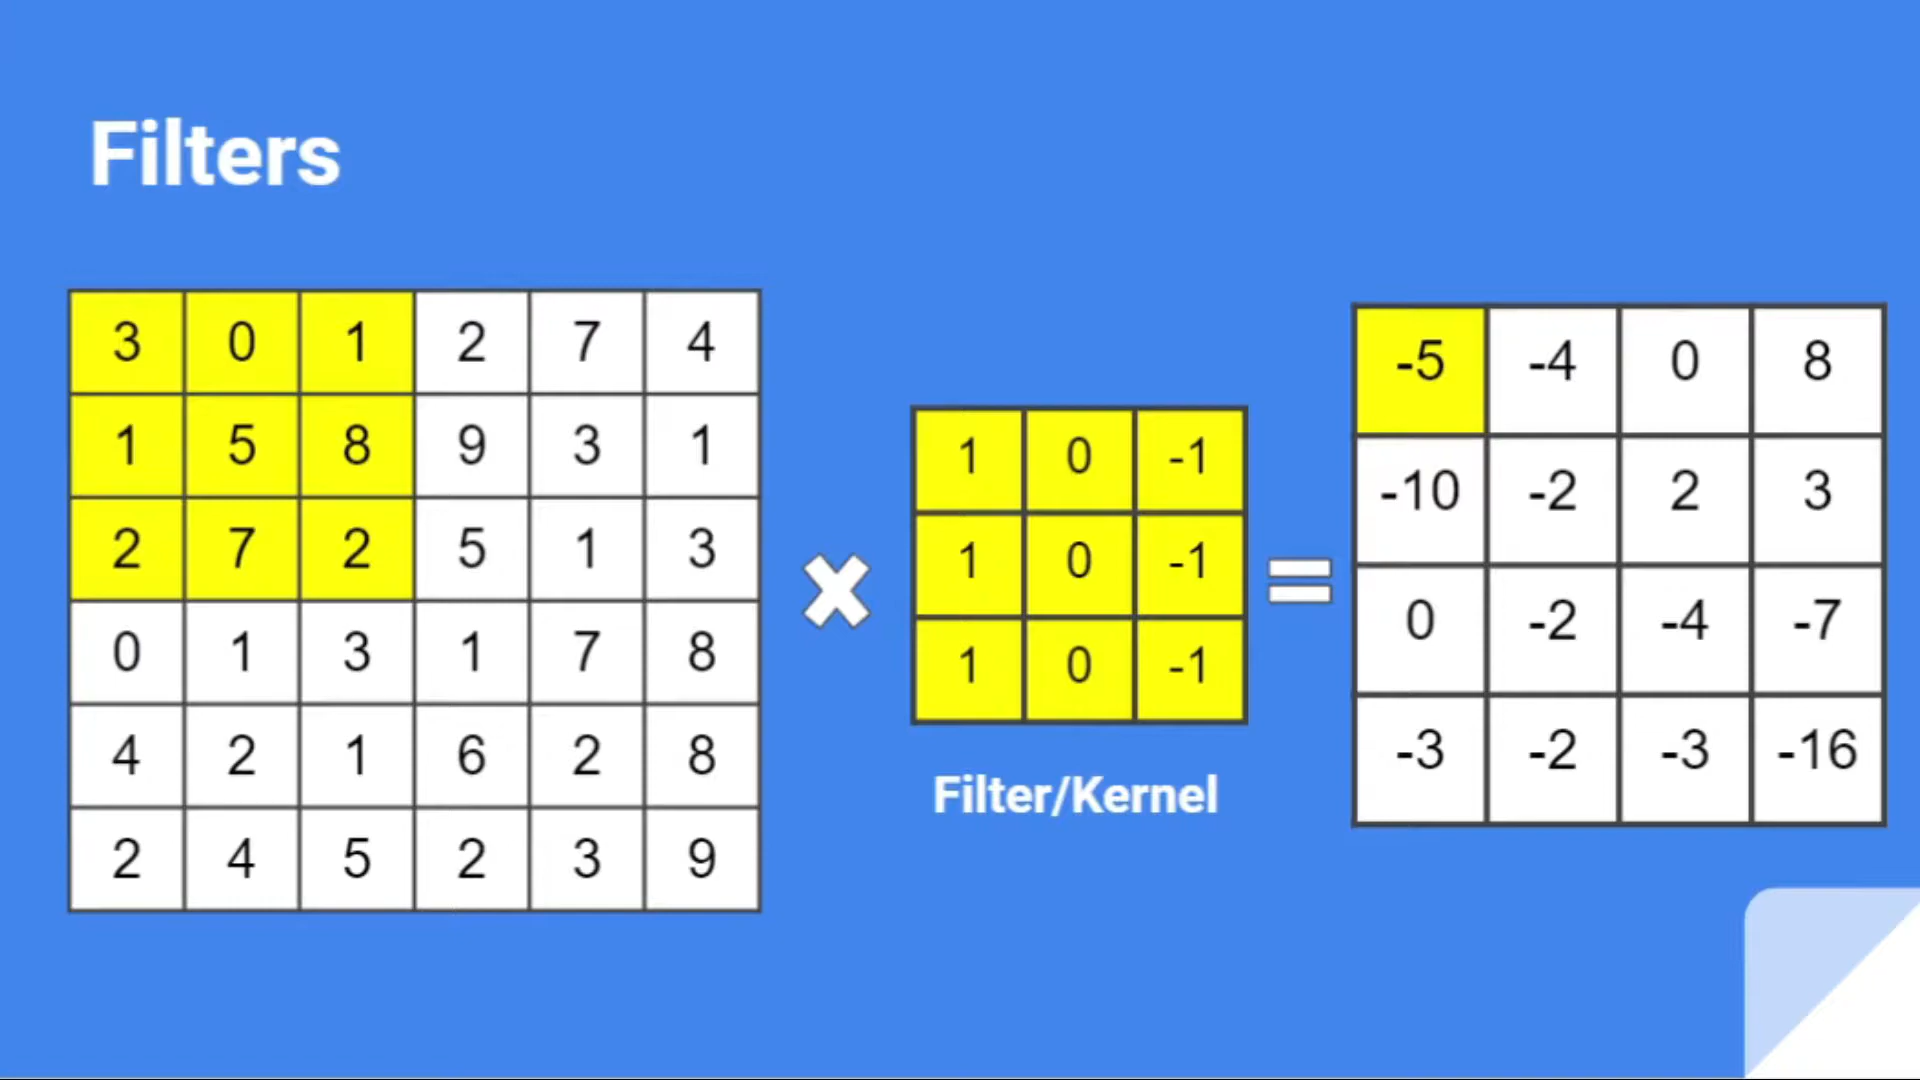 Filters
3 0 1 2 7 4
1 5 8 9 3 1
2 7 2 5 1 3
0 1 3 1 7 8
4 2 1 6 2 8
2 4 5 2 3 9
×
1 0 -1
1 0 -1
1 0 -1
Filter/Kernel
=
-5 -4 0 8
-10 -2 2 3
0 -2 -4 -7
-3 -2 -3 -16